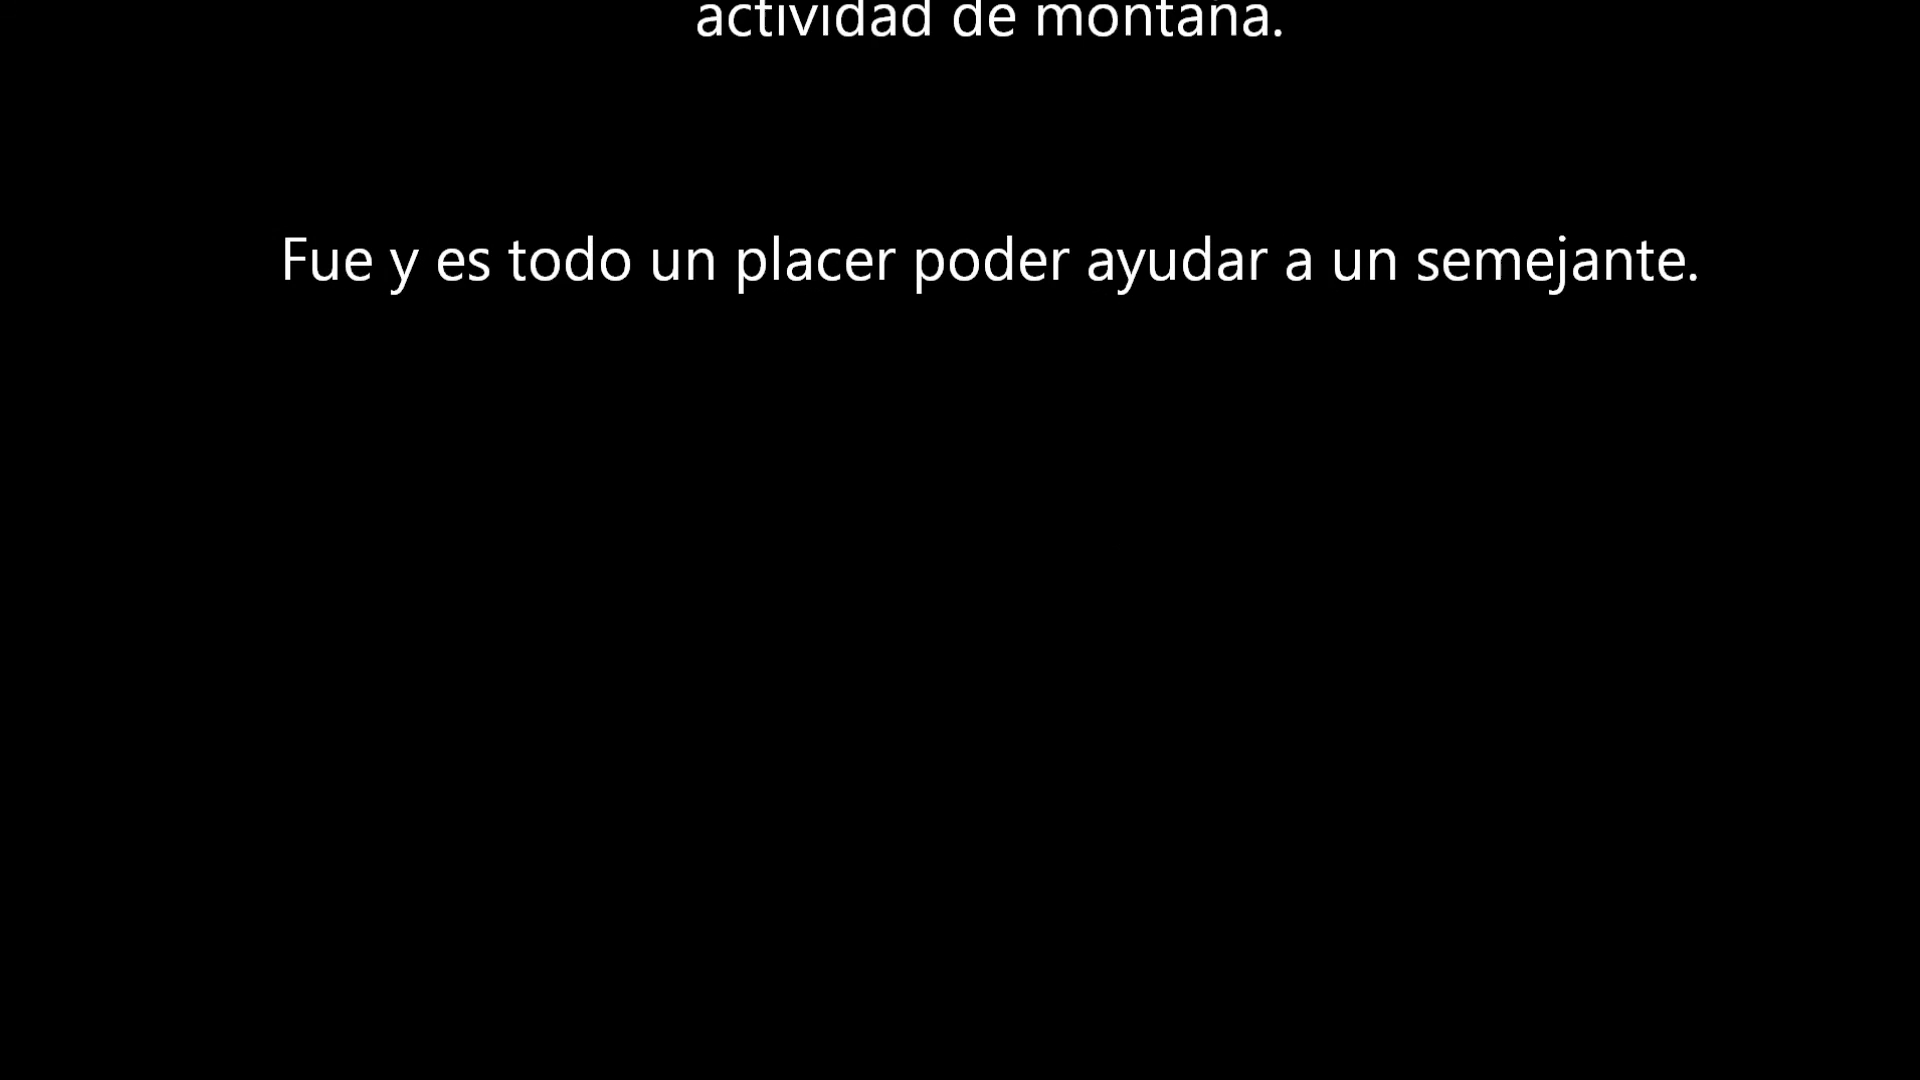 actividad de montaña.
Fue y es todo un placer poder ayudar a un semejante.